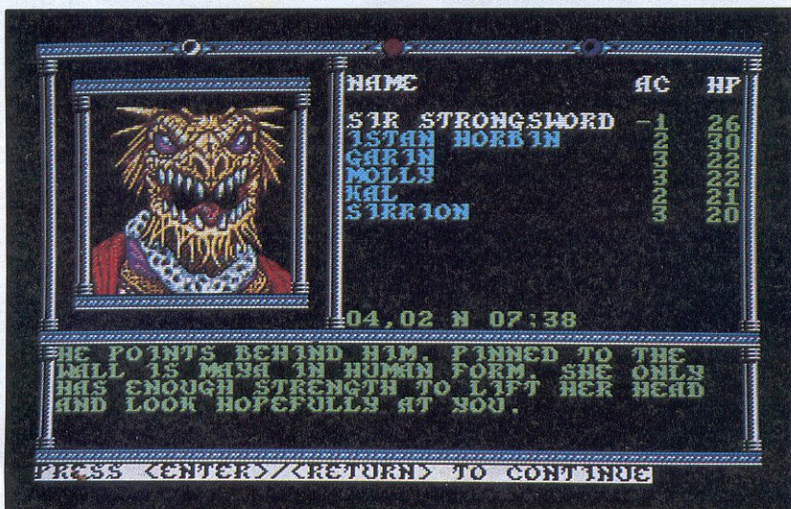 NAME AC HP
SIR STRONGSWORD -1 26
ISTAN HORBIN 2 30
GARIN 3 22
MOLLY 3 22
KAL 2 21
SIRRION 3 20
04,02 N 07:38
HE POINTS BEHIND HIM. PINNED TO THE
WALL IS MAYA IN HUMAN FORM. SHE ONLY
HAS ENOUGH STRENGTH TO LIFT HER HEAD
AND LOOK HOPEFULLY AT YOU.
PRESS <ENTER>/<RETURN> TO CONTINUE